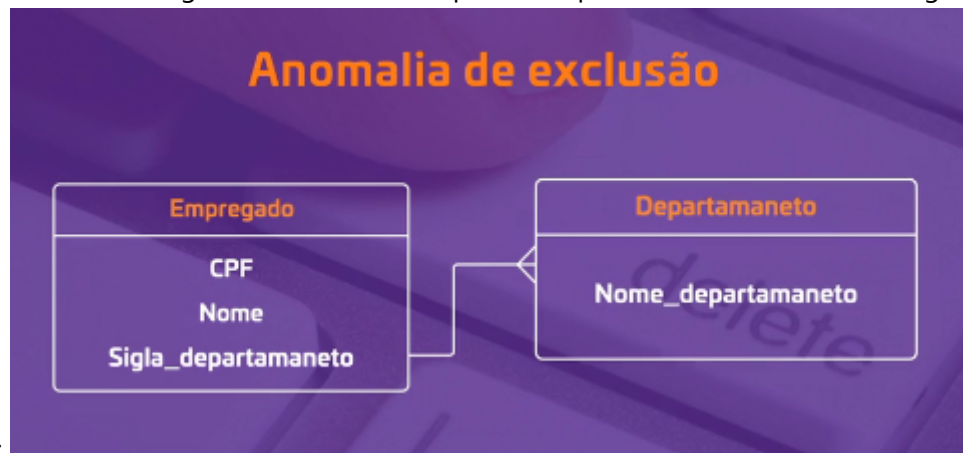 Anomalia de exclusão
Empregado
CPF
Nome
Sigla_departamaneto
Departamaneto
Nome_departamaneto
delete